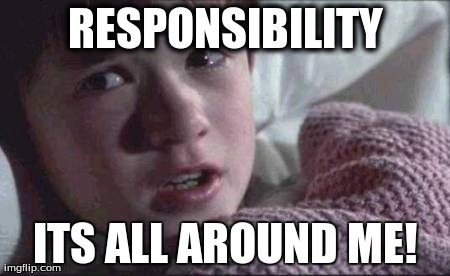 RESPONSIBILITY
ITS ALL AROUND ME!
imgflip.com